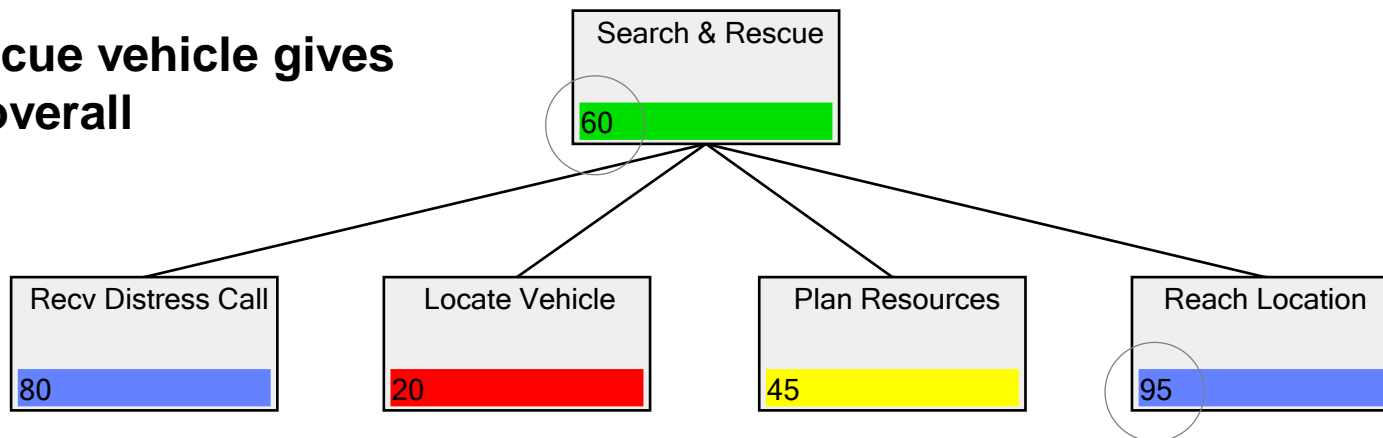 cue vehicle gives
overall
Search & Rescue
60
Recv Distress Call
80
Locate Vehicle
20
Plan Resources
45
Reach Location
95